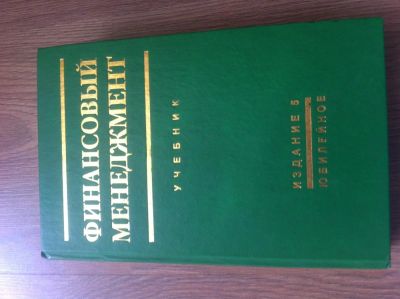 ФИНАНСОВЫЙ
МЕНЕДЖМЕНТ
УЧЕБНИК
ИЗДАНИЕ 5
ЮБИЛЕЙНОЕ